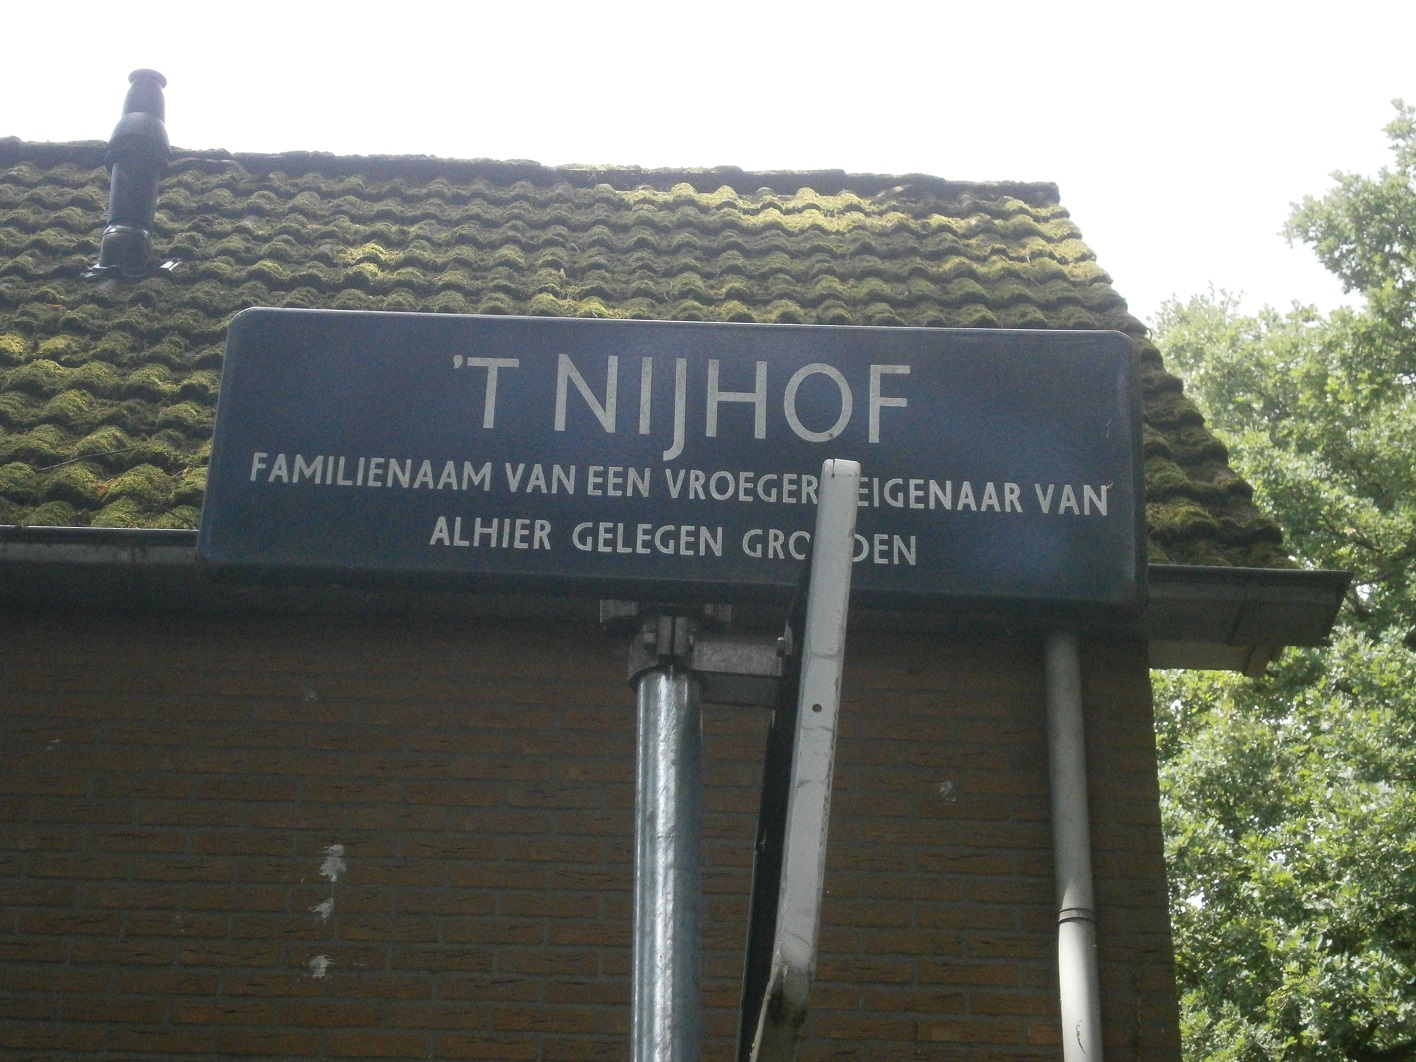 'T NIJHOF
FAMILIENAAM VAN EEN VROEGER EIGENAAR VAN
ALHIER GELEGEN GRONDEN